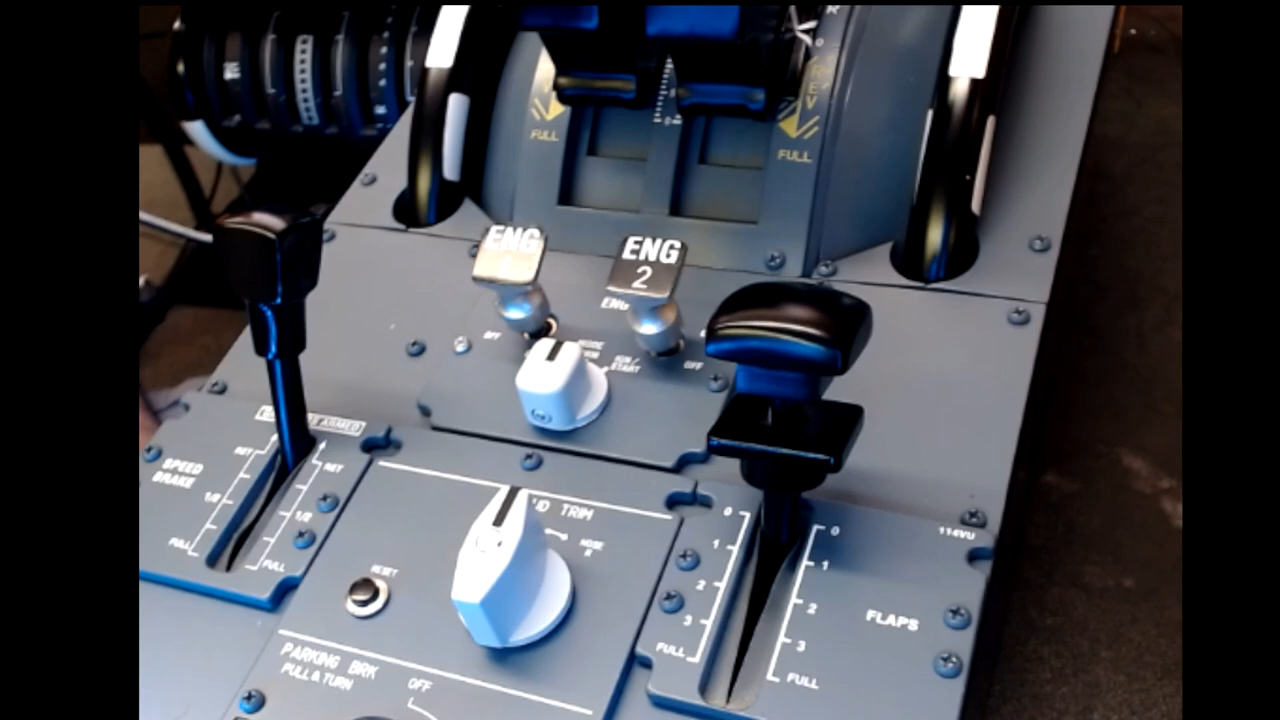 FULL
FULL
ENG
ENG
2
OFF
START
OFF
ARMED
SPEED
BRAKE
RET
1/2
FULL
RET
1/2
FULL
TRIM
NOSE
RESET
PARKING BRK
PULL & TURN
OFF
0
1
2
3
FULL
0
1
2
3
FULL
FLAPS
114VU